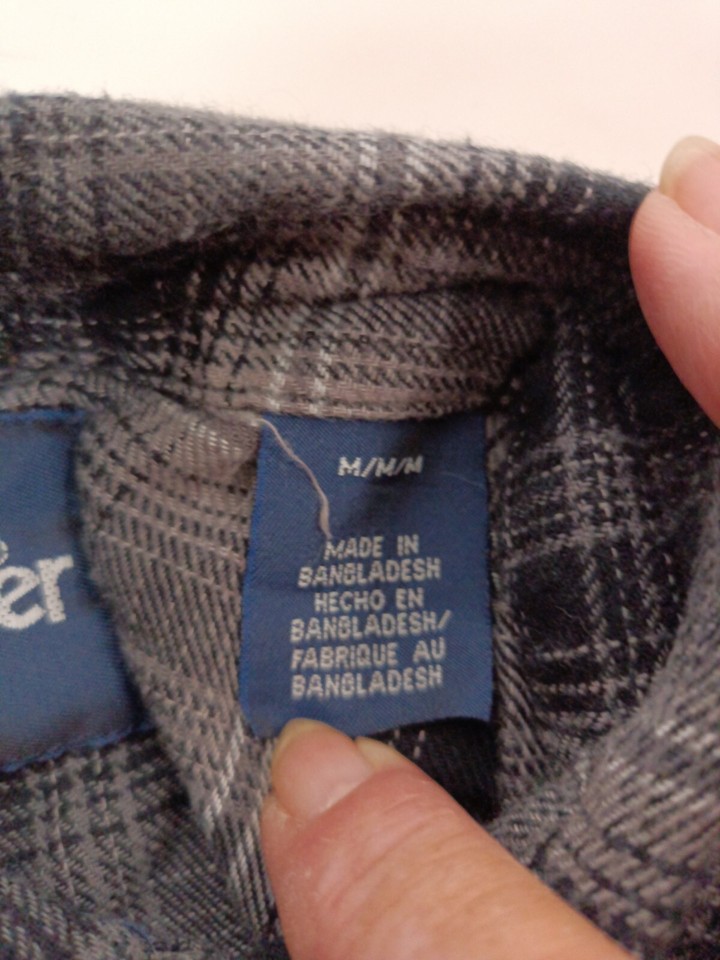 M/M/M
MADE IN
BANGLADESH
HECHO EN
BANGLADESH/
FABRIQUE AU
BANGLADESH